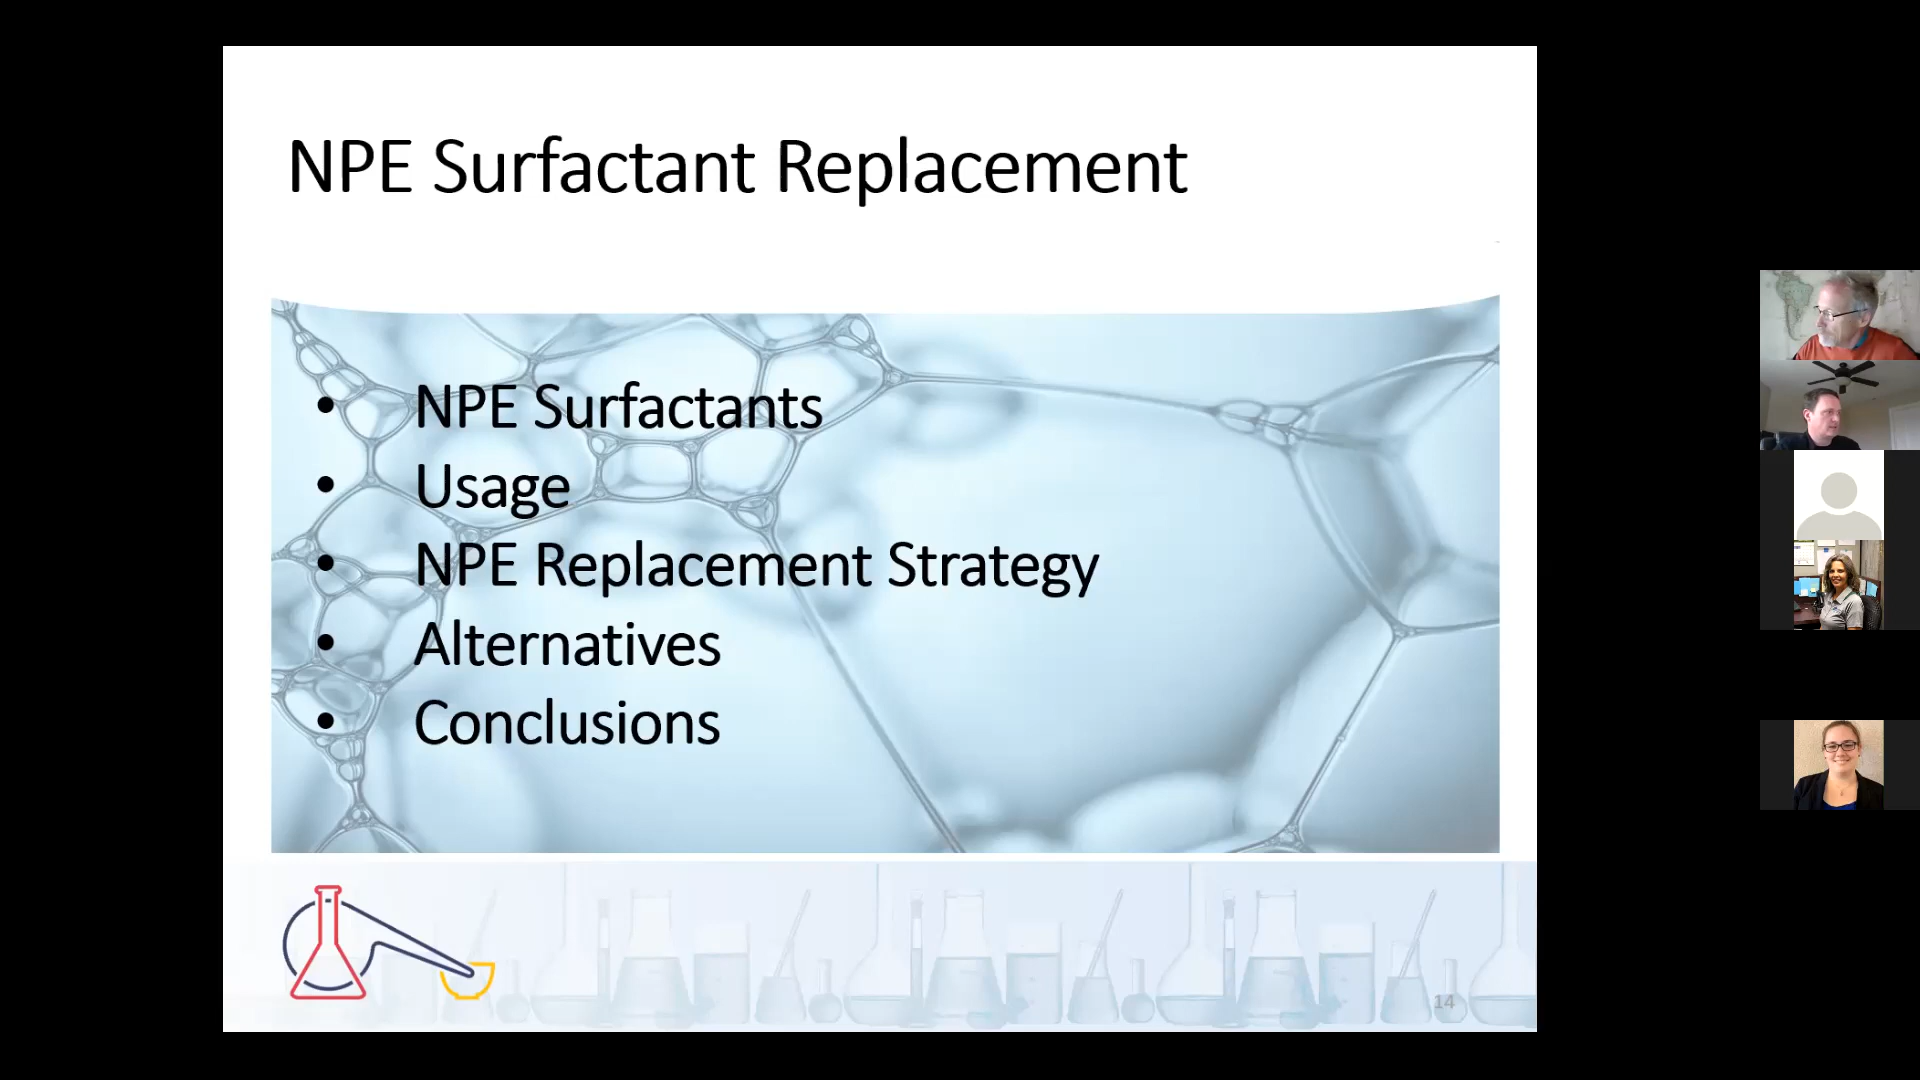 NPE Surfactant Replacement
• NPE Surfactants
• Usage
• NPE Replacement Strategy
• Alternatives
• Conclusions
14